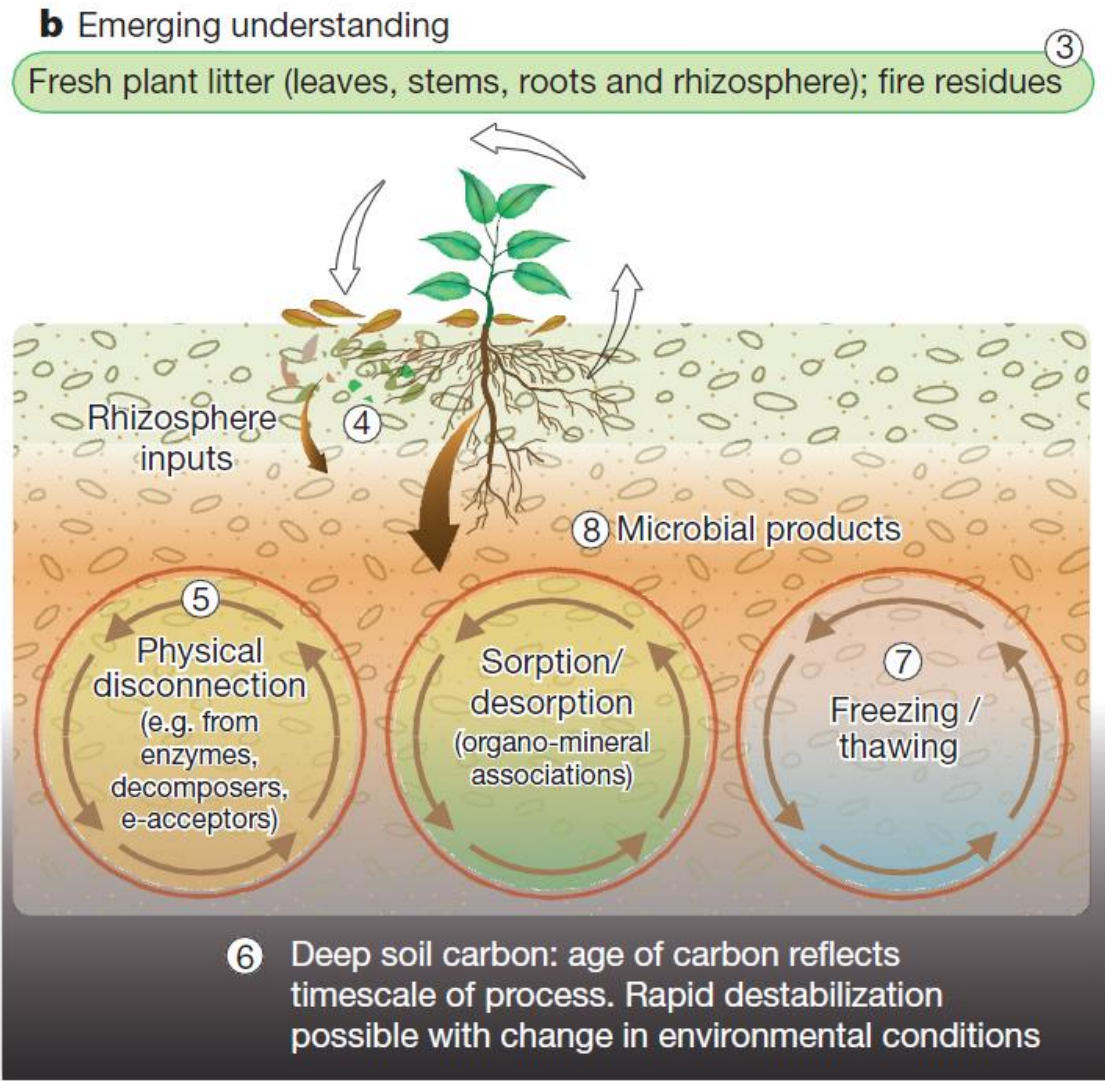 b Emerging understanding
③
Fresh plant litter (leaves, stems, roots and rhizosphere); fire residues
Rhizosphere
inputs
④
⑧ Microbial products
⑤
Physical
disconnection
(e.g. from
enzymes,
decomposers,
e-acceptors)
Sorption/
desorption
(organo-mineral
associations)
⑦
Freezing /
thawing
⑥ Deep soil carbon: age of carbon reflects
timescale of process. Rapid destabilization
possible with change in environmental conditions